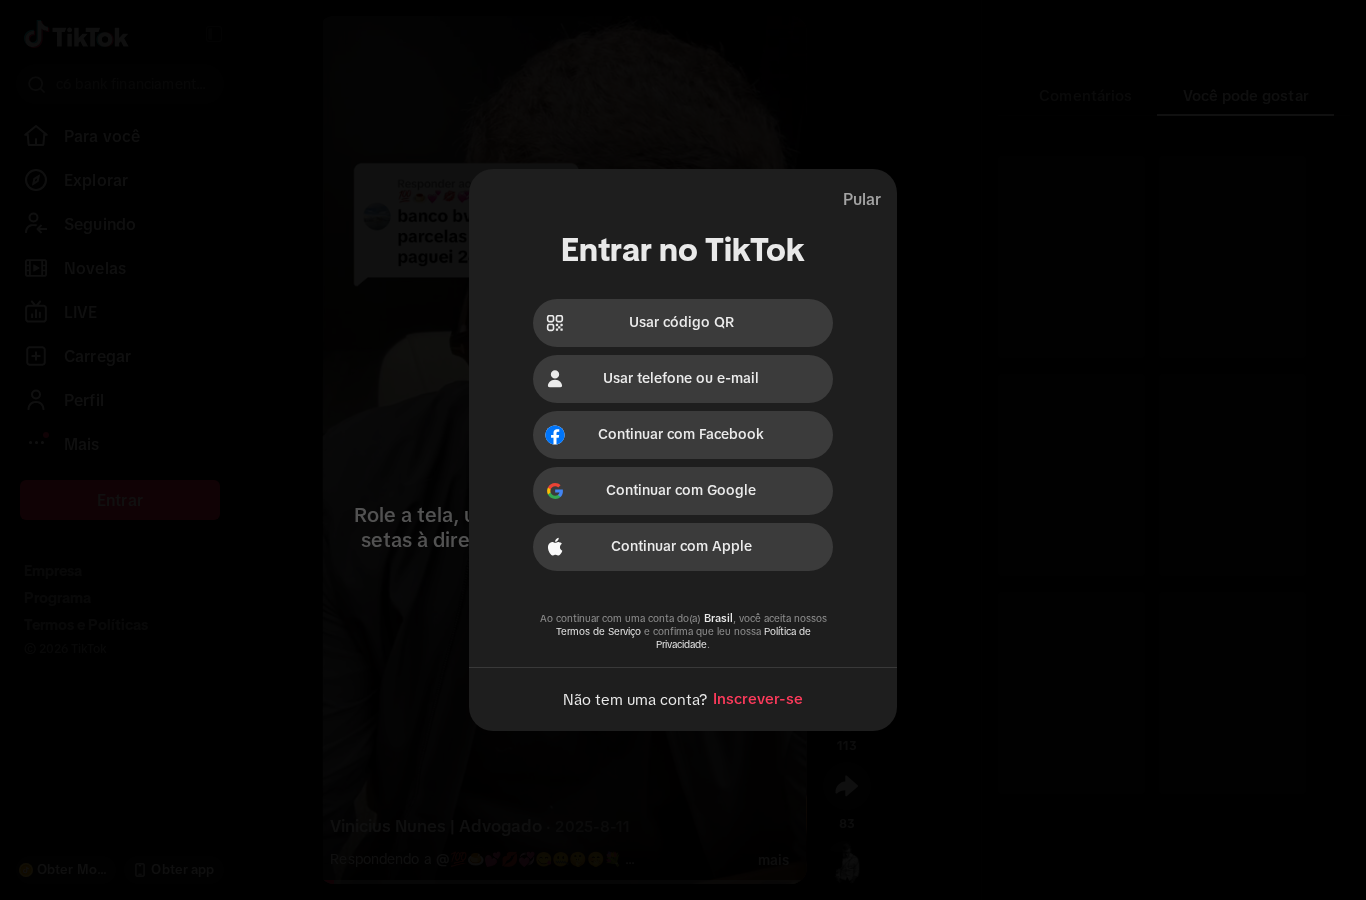 TikTok
Para você
Explorar
Seguindo
Novelas
LIVE
Carregar
Perfil
Mais
Entrar
Empresa
Programa
Termos e Políticas
© 2026 TikTok
Obter Mo...
Obter app
Responder
banco bv
parcelas
paguei 2
Role a tela, 
setas à dire
Vinicius Nunes | Advogado · 2025-8-11
Respondendo a @
mais
Pular
Entrar no TikTok
Usar código QR
Usar telefone ou e-mail
Continuar com Facebook
Continuar com Google
Continuar com Apple
Ao continuar com uma conta do(a) Brasil, você aceita nossos
Termos de Serviço e confirma que leu nossa Política de
Privacidade.
Não tem uma conta? Inscrever-se
113
83
Comentários
Você pode gostar